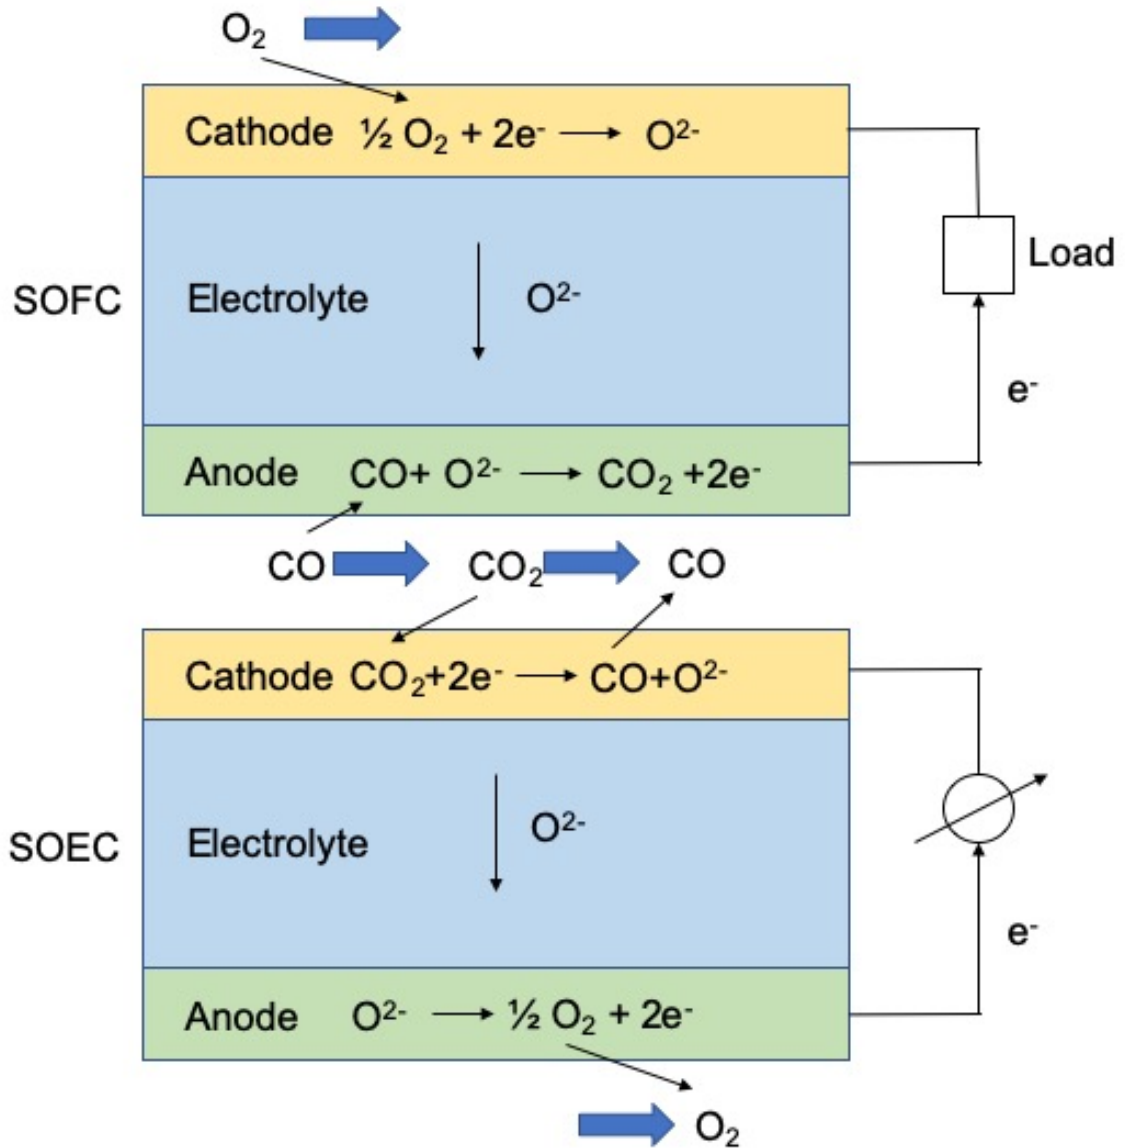 O₂
Cathode ½ O₂ + 2e⁻ ⟶ O²⁻
Load
SOFC
Electrolyte
O²⁻
e⁻
Anode CO+ O²⁻ ⟶ CO₂ +2e⁻
CO CO₂ CO
Cathode CO₂+2e⁻ ⟶ CO+O²⁻
SOEC
Electrolyte
O²⁻
e⁻
Anode O²⁻ ⟶ ½ O₂ + 2e⁻
O₂